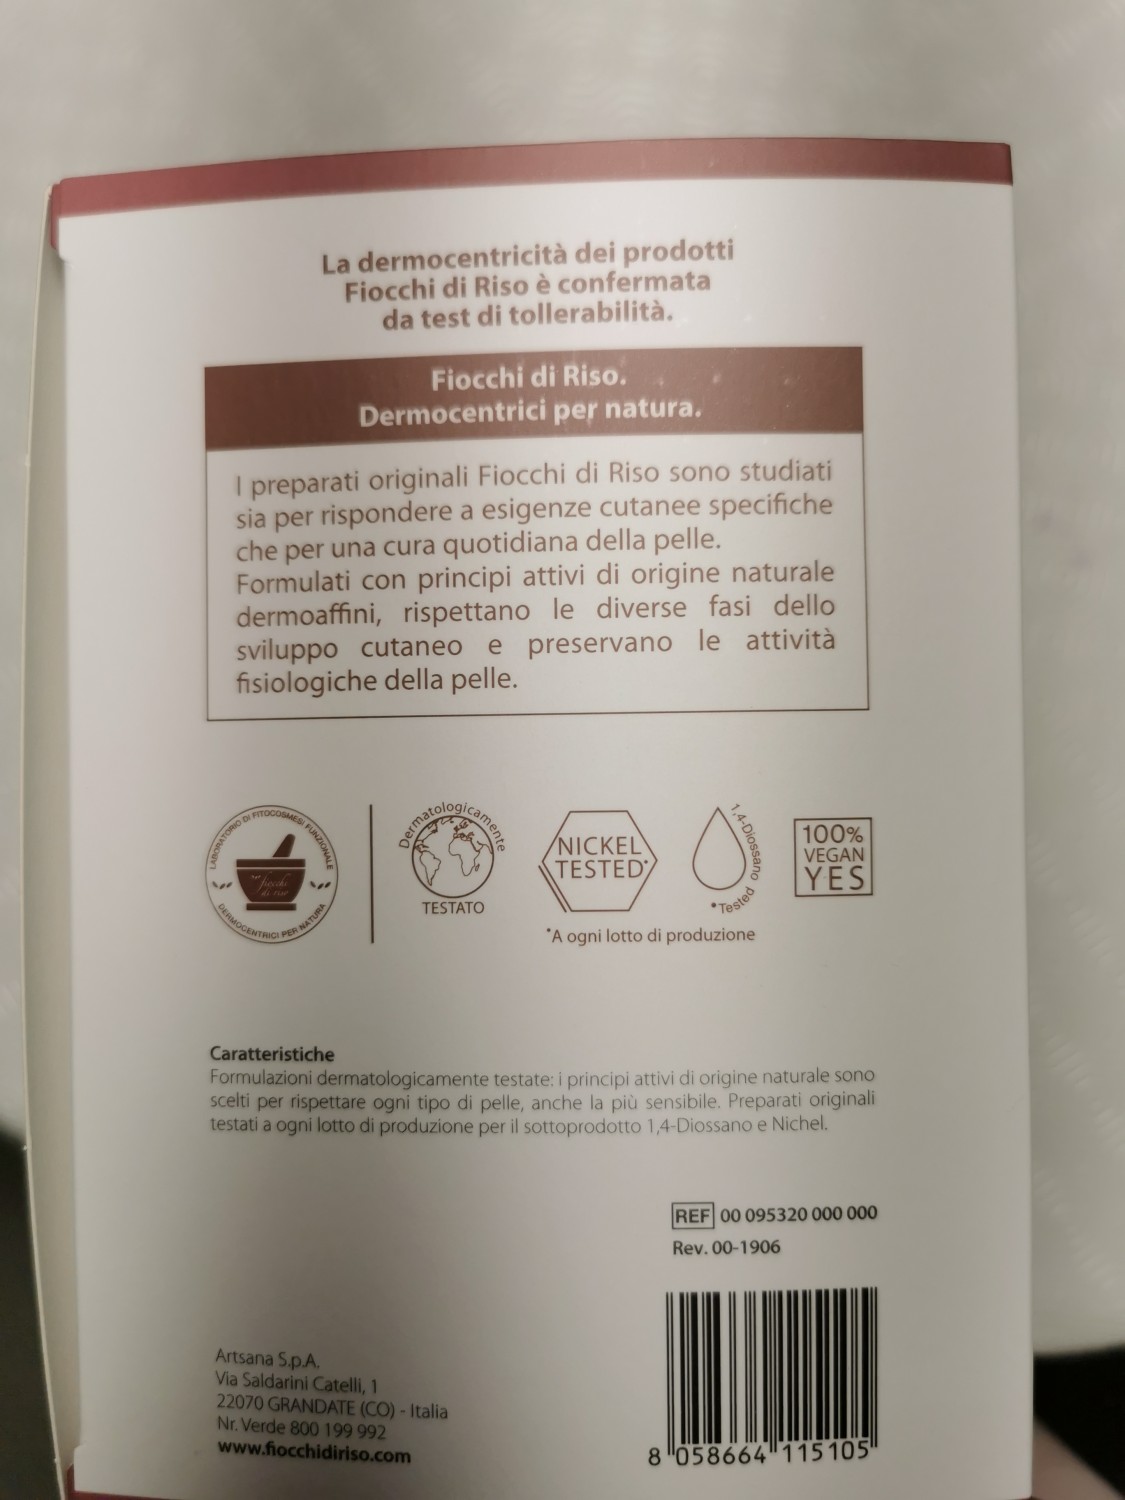 La dermocentricità dei prodotti
Fiocchi di Riso è confermata
da test di tollerabilità.
Fiocchi di Riso.
Dermocentrici per natura.
I preparati originali Fiocchi di Riso sono studiati
sia per rispondere a esigenze cutanee specifiche
che per una cura quotidiana della pelle.
Formulati con principi attivi di origine naturale
dermoaffini, rispettano le diverse fasi dello
sviluppo cutaneo e preservano le attività
fisiologiche della pelle.
LABORATORIO DI FITOCOSMESI FUNZIONALE
fiocchi
di riso
DERMOCENTRICI PER NATURA
Dermatologicamente
TESTATO
NICKEL
TESTED*
1,4-Diossano
*Tested
100%
VEGAN
YES
*A ogni lotto di produzione
Caratteristiche
Formulazioni dermatologicamente testate: i principi attivi di origine naturale sono
scelti per rispettare ogni tipo di pelle, anche la più sensibile. Preparati originali
testati a ogni lotto di produzione per il sottoprodotto 1,4-Diossano e Nichel.
REF 00 095320 000 000
Rev. 00-1906
Artsana S.p.A.
Via Saldarini Catelli, 1
22070 GRANDATE (CO) - Italia
Nr. Verde 800 199 992
www.fiocchidiriso.com
8 058664 115105